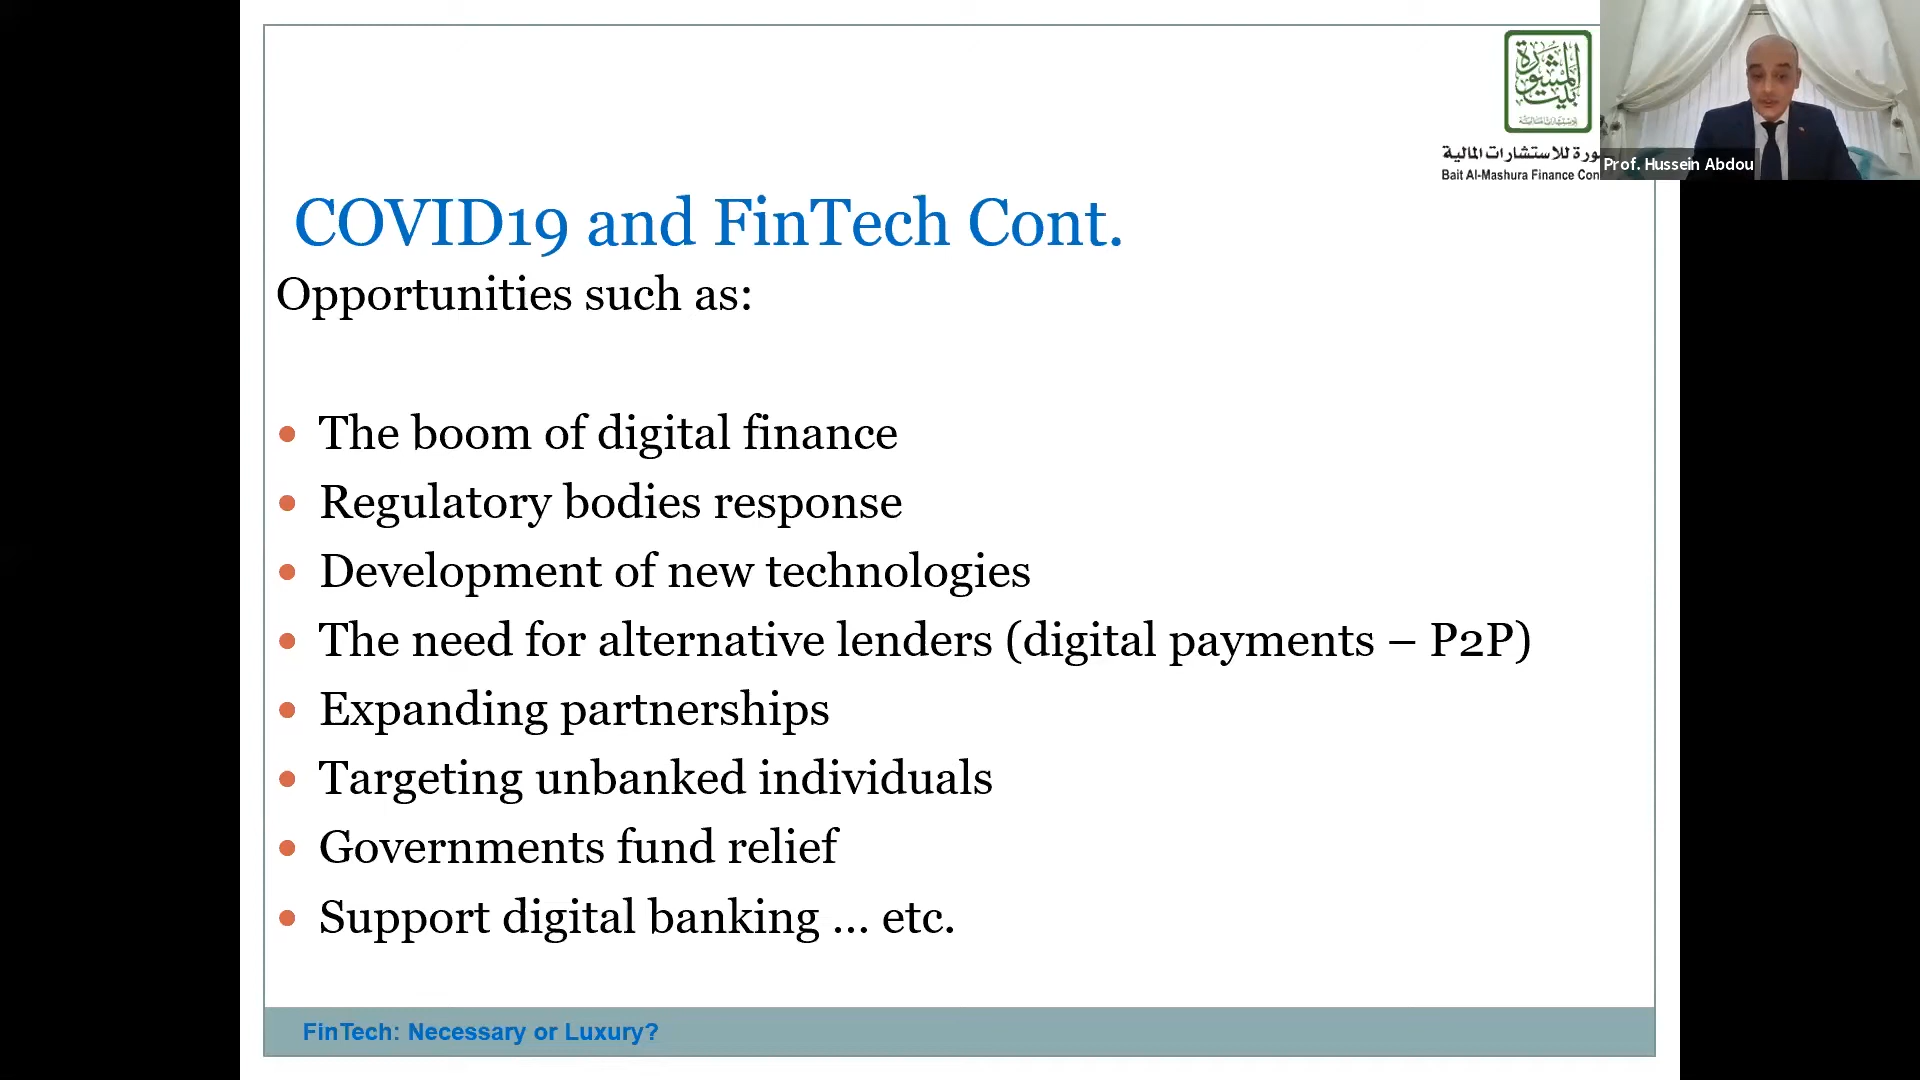 المشورة
بيت
ورة للاستشارات المالية
Bait Al-Mashura Finance Con
Prof. Hussein Abdou
COVID19 and FinTech Cont.
Opportunities such as:
• The boom of digital finance
• Regulatory bodies response
• Development of new technologies
• The need for alternative lenders (digital payments – P2P)
• Expanding partnerships
• Targeting unbanked individuals
• Governments fund relief
• Support digital banking ... etc.
FinTech: Necessary or Luxury?